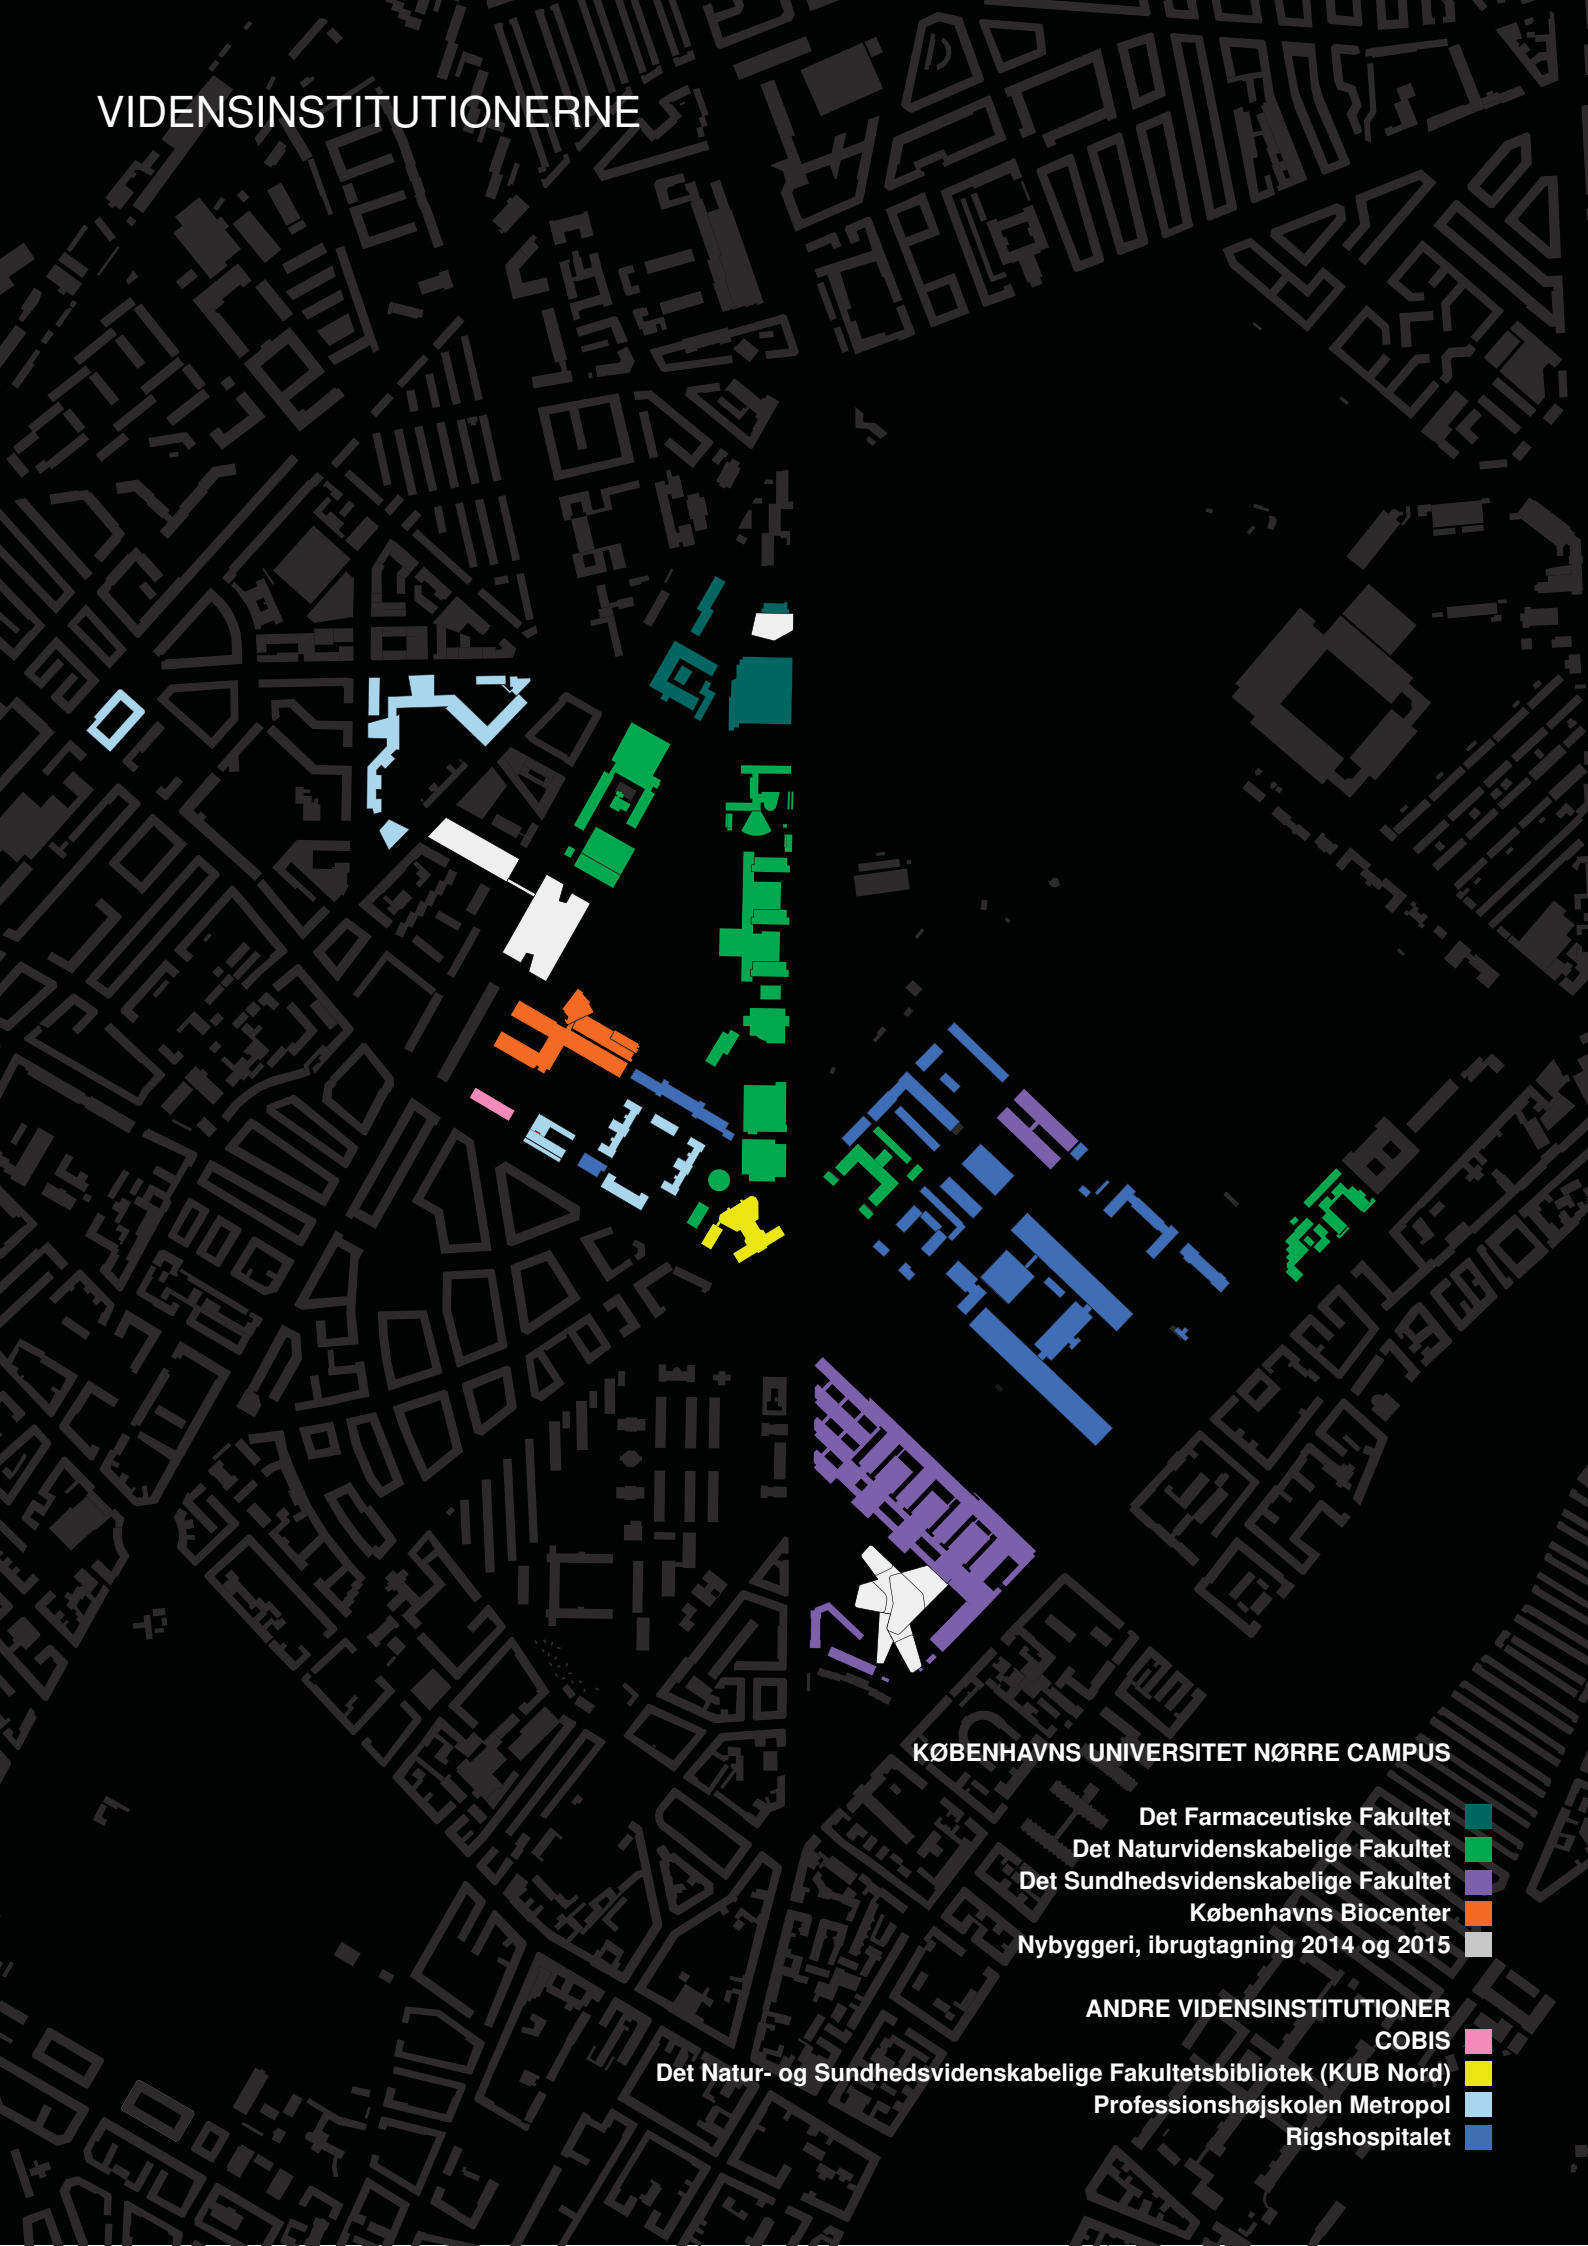 VIDENSINSTITUTIONERNE
KØBENHAVNS UNIVERSITET NØRRE CAMPUS
Det Farmaceutiske Fakultet
Det Naturvidenskabelige Fakultet
Det Sundhedsvidenskabelige Fakultet
Københavns Biocenter
Nybyggeri, ibrugtagning 2014 og 2015
ANDRE VIDENSINSTITUTIONER
COBIS
Det Natur- og Sundhedsvidenskabelige Fakultetsbibliotek (KUB Nord)
Professionshøjskolen Metropol
Rigshospitalet